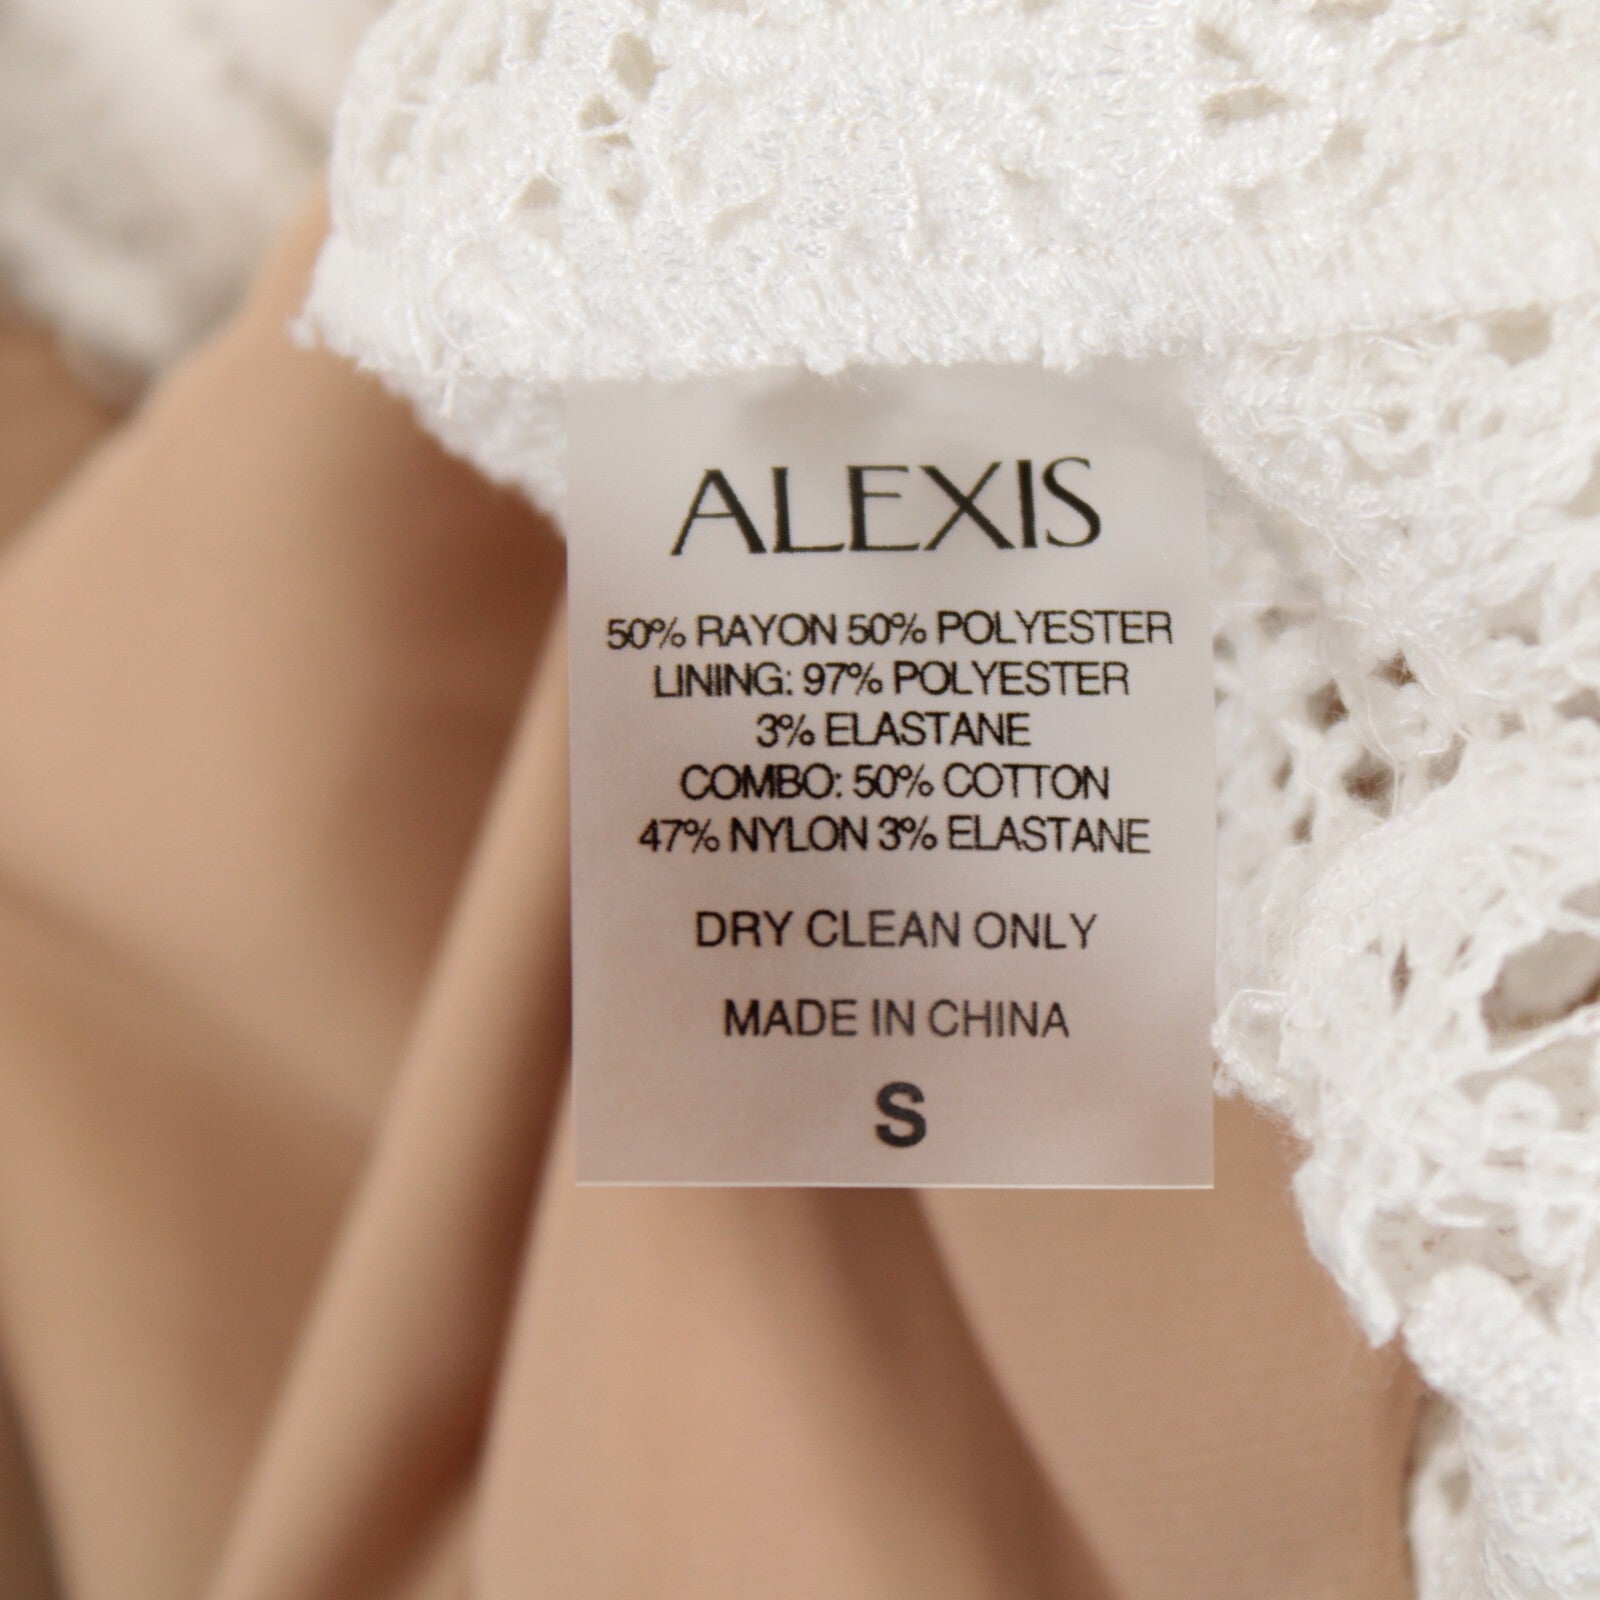 ALEXIS
50% RAYON 50% POLYESTER
LINING: 97% POLYESTER
3% ELASTANE
COMBO: 50% COTTON
47% NYLON 3% ELASTANE
DRY CLEAN ONLY
MADE IN CHINA
S